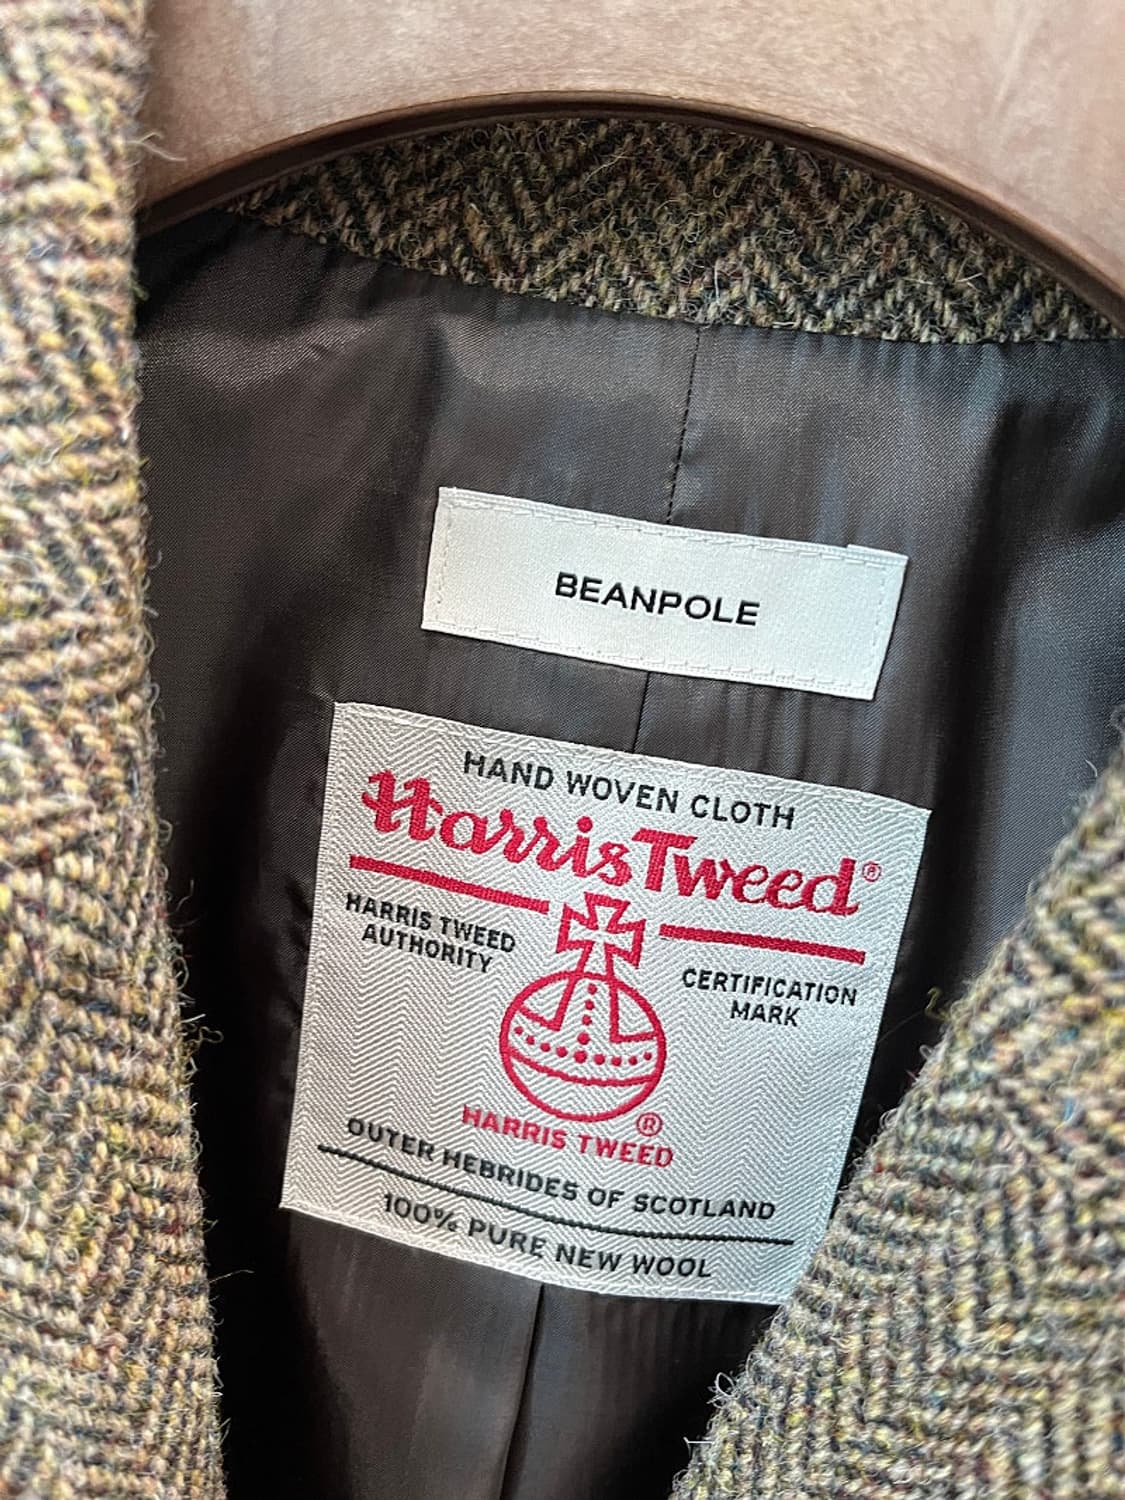 BEANPOLE
HAND WOVEN CLOTH
Harris Tweed®
HARRIS TWEED
AUTHORITY
CERTIFICATION
MARK
HARRIS TWEED®
OUTER HEBRIDES OF SCOTLAND
100% PURE NEW WOOL